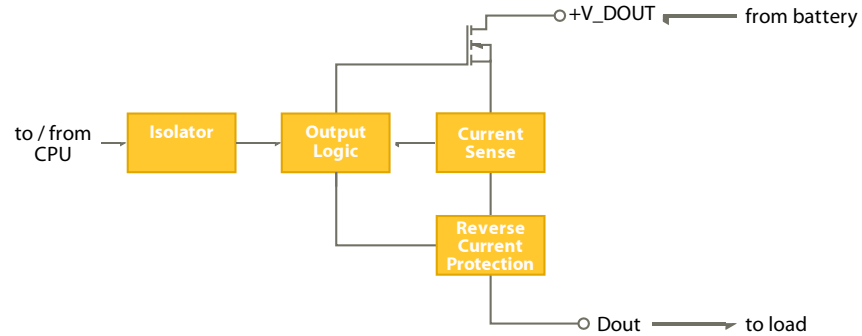 +V_DOUT
from battery
to / from
CPU
Isolator
Output
Logic
Current
Sense
Reverse
Current
Protection
Dout
to load